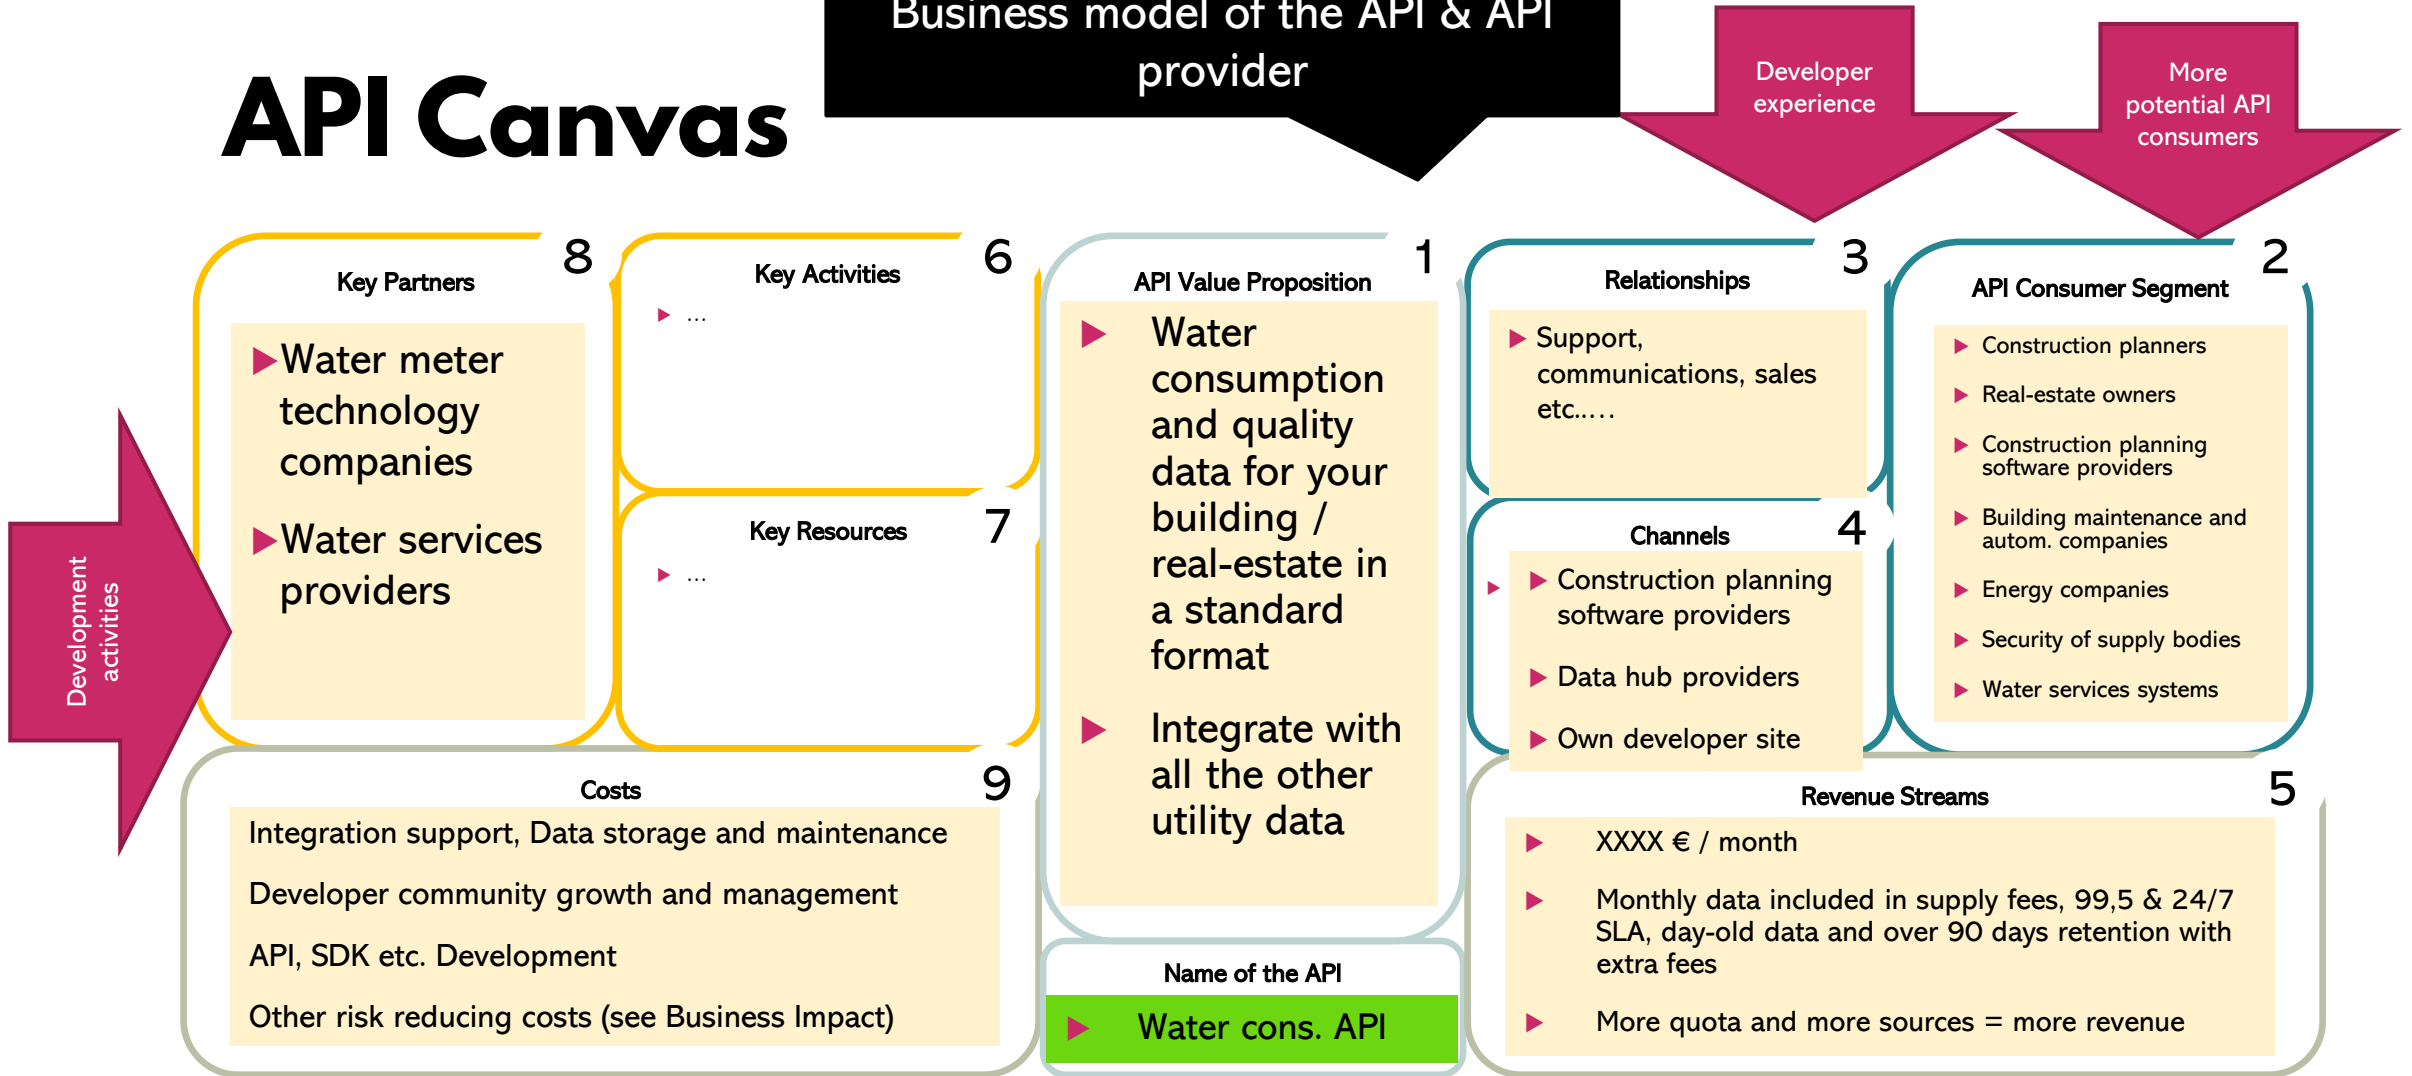 Business model of the API & API
provider
API Canvas
Developer
experience
More
potential API
consumers
Development
activities
8
Key Partners
Water meter
technology
companies
Water services
providers
6
Key Activities
...
7
Key Resources
...
1
API Value Proposition
Water
consumption
and quality
data for your
building /
real-estate in
a standard
format
Integrate with
all the other
utility data
3
Relationships
Support,
communications, sales
etc.....
4
Channels
Construction planning
software providers
Data hub providers
Own developer site
2
API Consumer Segment
Construction planners
Real-estate owners
Construction planning
software providers
Building maintenance and
autom. companies
Energy companies
Security of supply bodies
Water services systems
9
Costs
Integration support, Data storage and maintenance
Developer community growth and management
API, SDK etc. Development
Other risk reducing costs (see Business Impact)
Name of the API
Water cons. API
5
Revenue Streams
XXXX € / month
Monthly data included in supply fees, 99,5 & 24/7
SLA, day-old data and over 90 days retention with
extra fees
More quota and more sources = more revenue